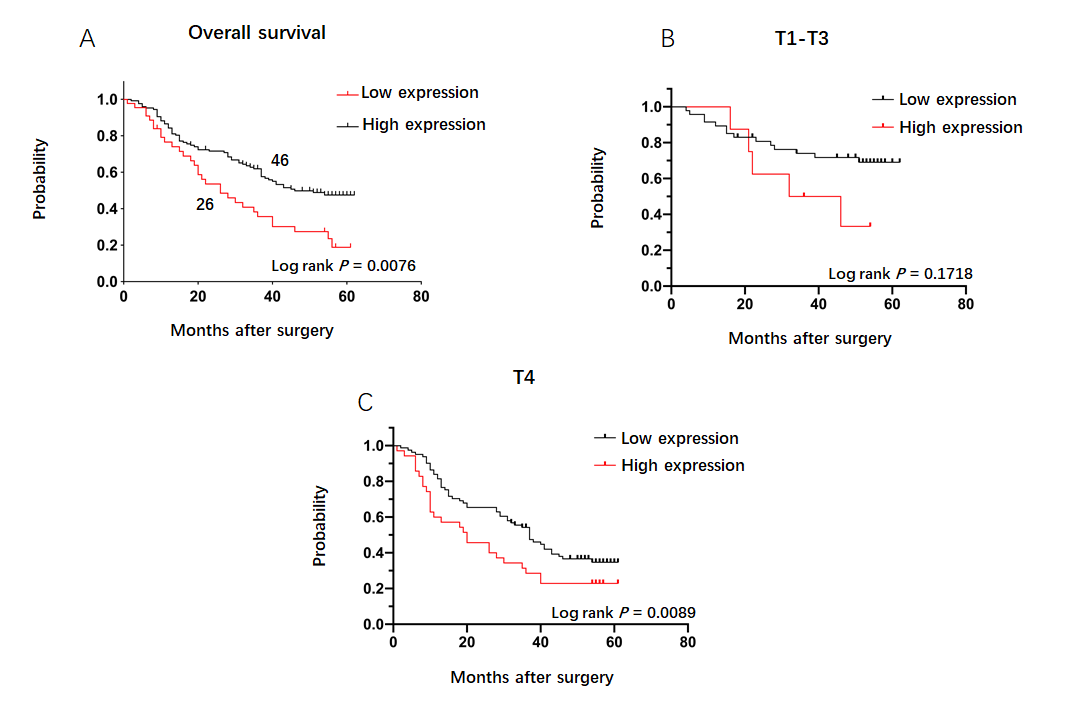 A
Overall survival
Low expression
High expression
Probability
1.0
0.8
0.6
0.4
0.2
0.0
46
26
Log rank P = 0.0076
0 20 40 60 80
Months after surgery
B
T1-T3
Low expression
High expression
Probability
1.0
0.8
0.6
0.4
0.2
0.0
Log rank P = 0.1718
0 20 40 60 80
Months after surgery
T4
C
Low expression
High expression
Probability
1.0
0.8
0.6
0.4
0.2
0.0
Log rank P = 0.0089
0 20 40 60 80
Months after surgery